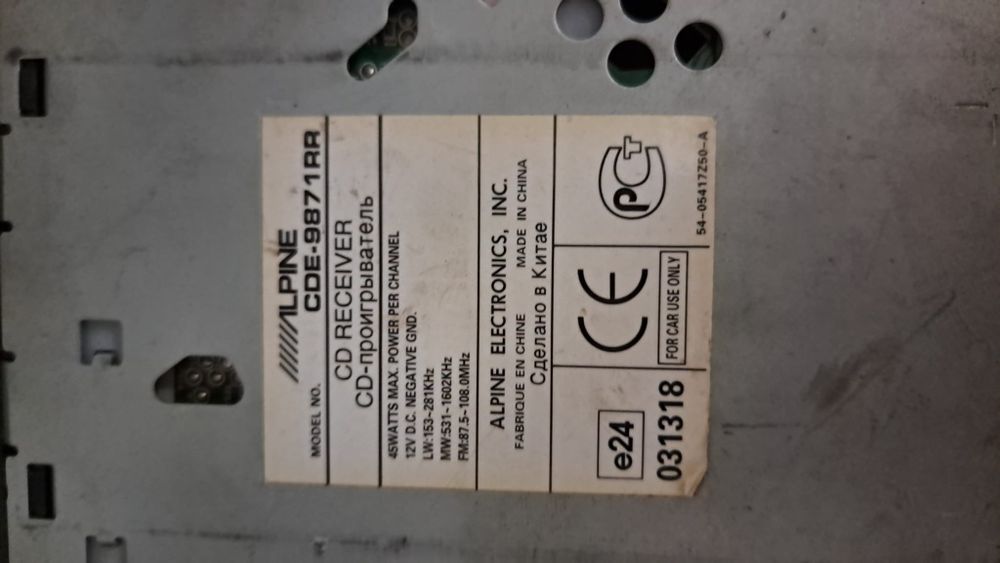 ALPINE
MODEL NO. CDE-9871RR
CD RECEIVER
CD-проигрыватель
45WATTS MAX. POWER PER CHANNEL
12V D.C. NEGATIVE GND.
LW:153~281KHz
MW:531~1602KHz
FM:87.5~108.0MHz
ALPINE ELECTRONICS, INC.
FABRIQUE EN CHINE MADE IN CHINA
Сделано в Китае
e24
031318
CE
FOR CAR USE ONLY
РСТ
54-05417Z50-A